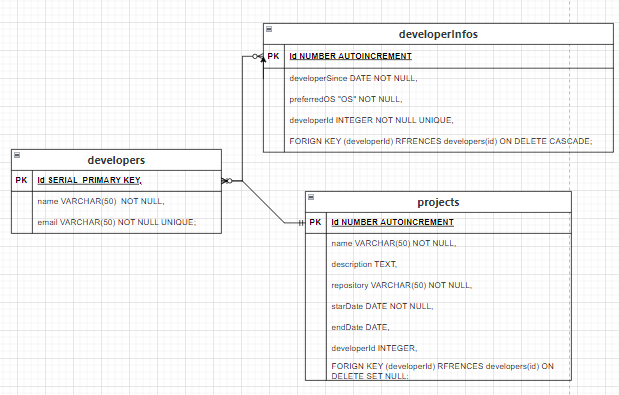 developerInfos
PK Id NUMBER AUTOINCREMENT
developerSince DATE NOT NULL,
preferredOS "OS" NOT NULL,
developerId INTEGER NOT NULL UNIQUE,
FORIGN KEY (developerId) RFRENCES developers(id) ON DELETE CASCADE;
developers
PK Id SERIAL PRIMARY KEY,
name VARCHAR(50) NOT NULL,
email VARCHAR(50) NOT NULL UNIQUE;
projects
PK Id NUMBER AUTOINCREMENT
name VARCHAR(50) NOT NULL,
description TEXT,
repository VARCHAR(50) NOT NULL,
starDate DATE NOT NULL,
endDate DATE,
developerId INTEGER,
FORIGN KEY (developerId) RFRENCES developers(id) ON
DELETE SET NULL;